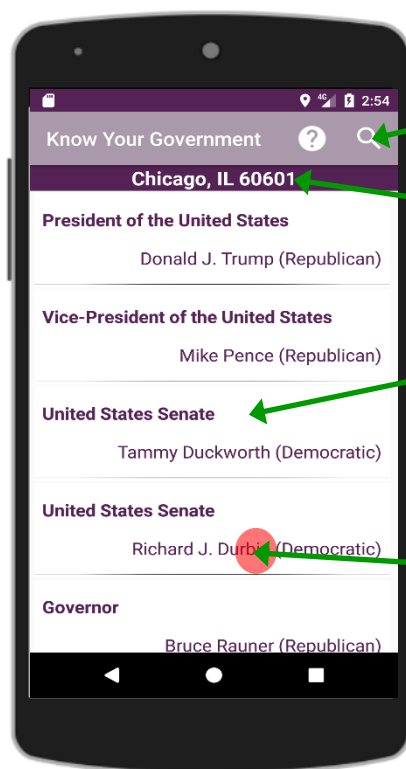 4G 2:54
Know Your Government ?
Chicago, IL 60601
President of the United States
Donald J. Trump (Republican)
Vice-President of the United States
Mike Pence (Republican)
United States Senate
Tammy Duckworth (Democratic)
United States Senate
Richard J. Durbin (Democratic)
Governor
Bruce Rauner (Republican)